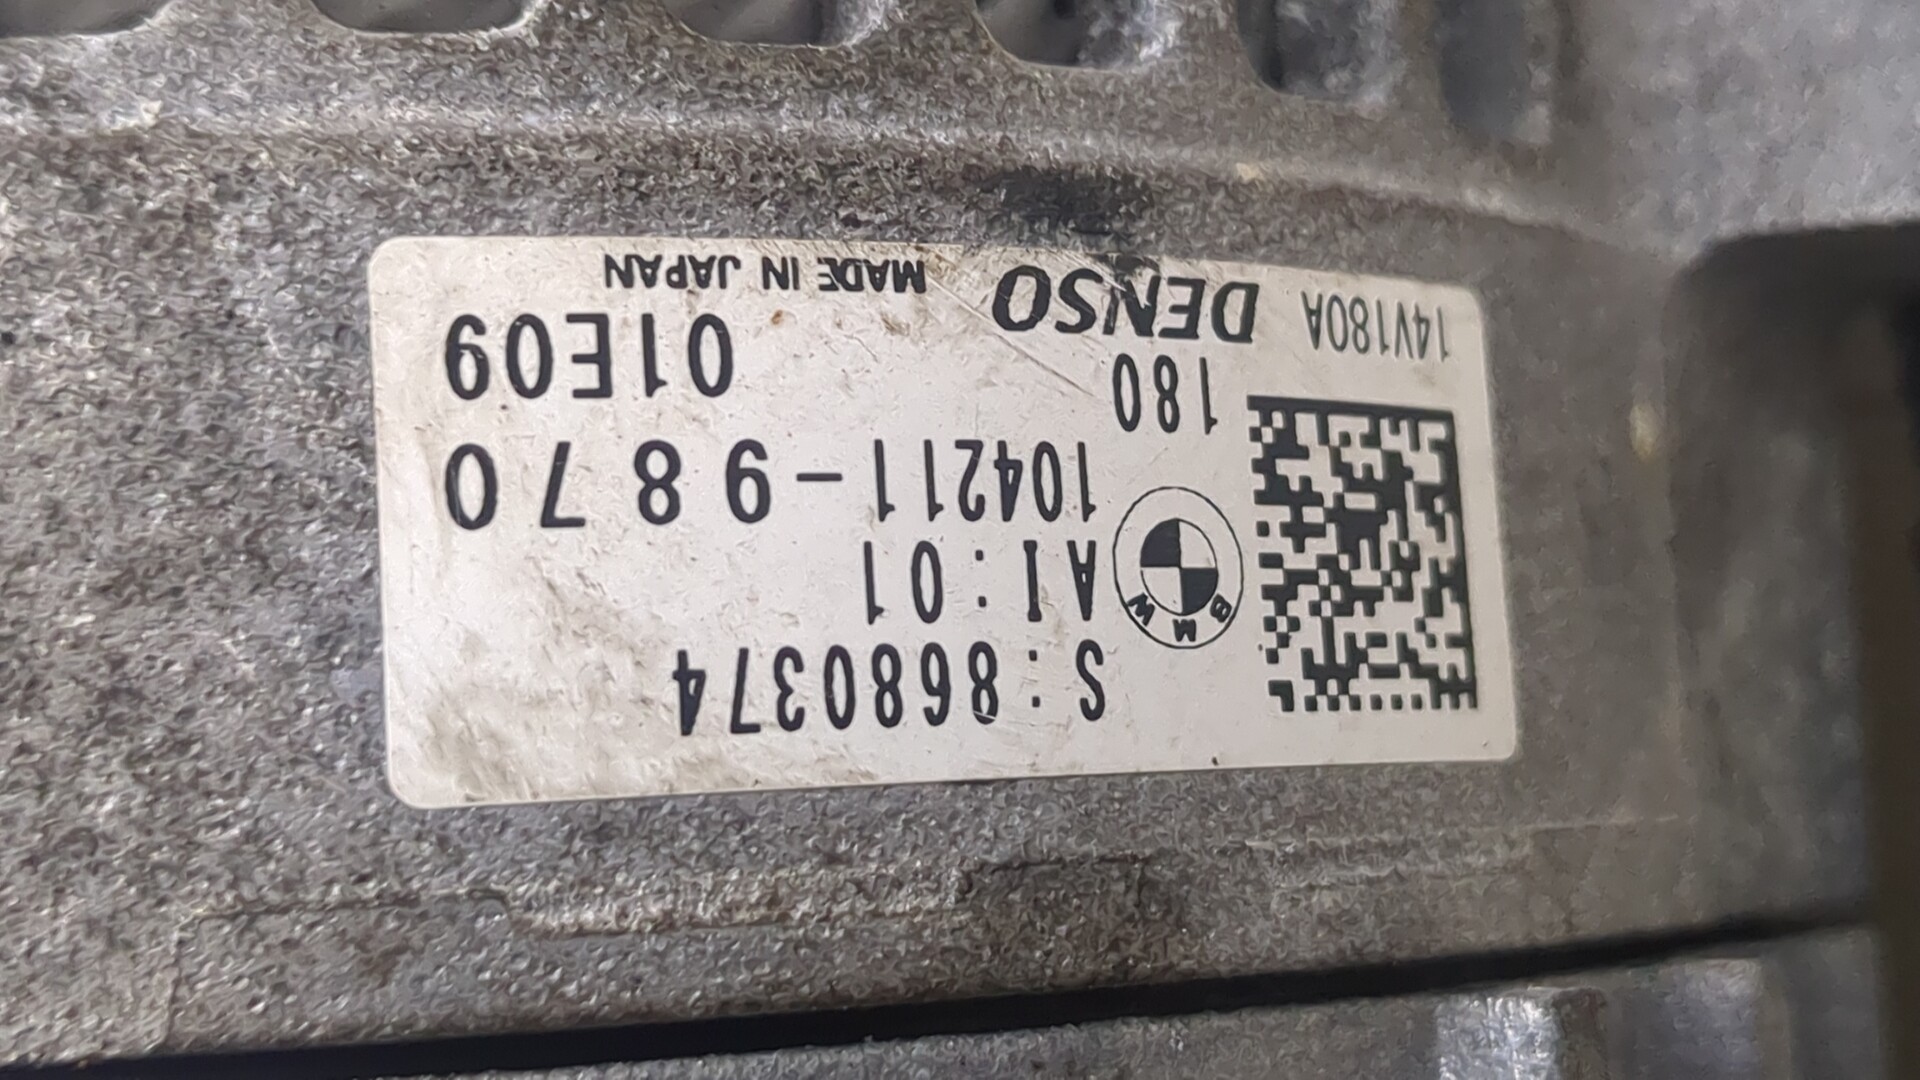 S:8680374
AI:01
BMW
104211-9870
180 01E09
14V180A DENSO MADE IN JAPAN